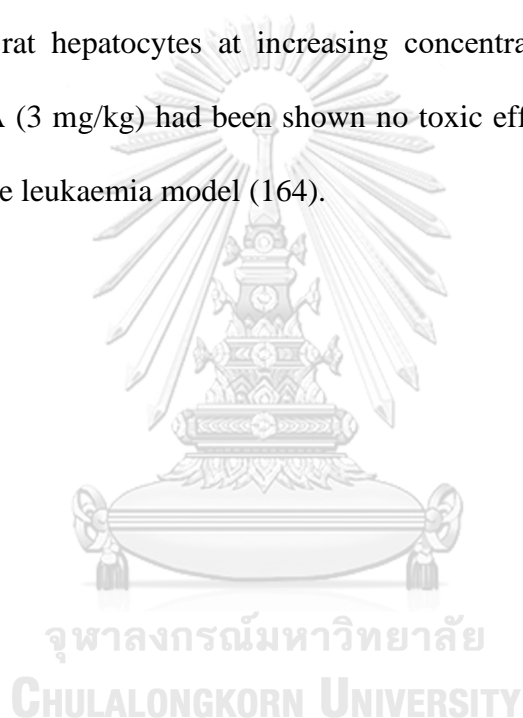 rat hepatocytes at increasing concentra
A (3 mg/kg) had been shown no toxic eff
e leukaemia model (164).
จุฬาลงกรณ์มหาวิทยาลัย
CHULALONGKORN UNIVERSITY